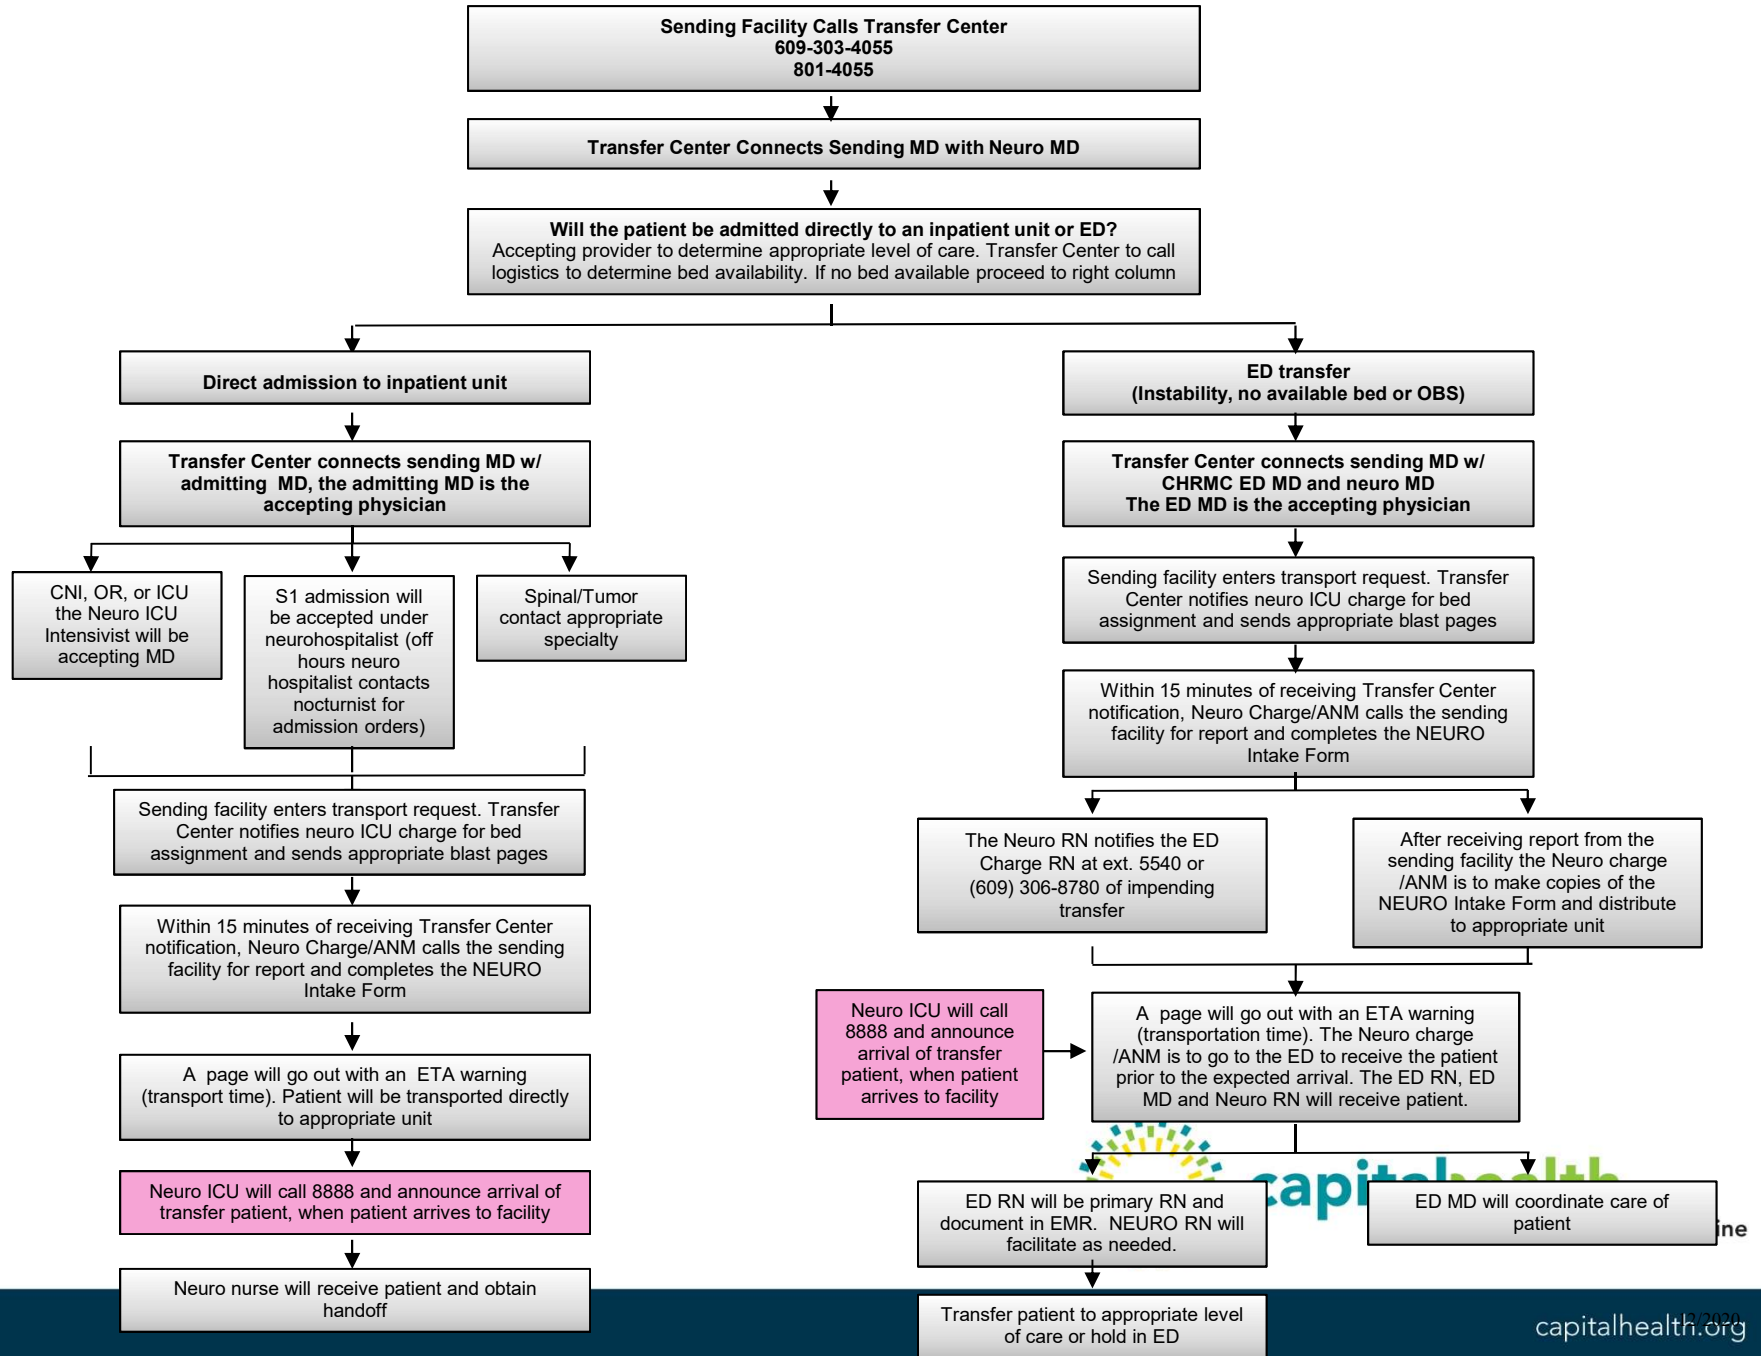 Sending Facility Calls Transfer Center
609-303-4055
801-4055
Transfer Center Connects Sending MD with Neuro MD
Will the patient be admitted directly to an inpatient unit or ED?
Accepting provider to determine appropriate level of care. Transfer Center to call
logistics to determine bed availability. If no bed available proceed to right column
Direct admission to inpatient unit
Transfer Center connects sending MD w/
admitting MD, the admitting MD is the
accepting physician
CNI, OR, or ICU
the Neuro ICU
Intensivist will be
accepting MD
S1 admission will
be accepted under
neurohospitalist (off
hours neuro
hospitalist contacts
nocturnist for
admission orders)
Spinal/Tumor
contact appropriate
specialty
Sending facility enters transport request. Transfer
Center notifies neuro ICU charge for bed
assignment and sends appropriate blast pages
Within 15 minutes of receiving Transfer Center
notification, Neuro Charge/ANM calls the sending
facility for report and completes the NEURO
Intake Form
A page will go out with an ETA warning
(transport time). Patient will be transported directly
to appropriate unit
Neuro ICU will call 8888 and announce arrival of
transfer patient, when patient arrives to facility
Neuro nurse will receive patient and obtain
handoff
ED transfer
(Instability, no available bed or OBS)
Transfer Center connects sending MD w/
CHRMC ED MD and neuro MD
The ED MD is the accepting physician
Sending facility enters transport request. Transfer
Center notifies neuro ICU charge for bed
assignment and sends appropriate blast pages
Within 15 minutes of receiving Transfer Center
notification, Neuro Charge/ANM calls the sending
facility for report and completes the NEURO
Intake Form
The Neuro RN notifies the ED
Charge RN at ext. 5540 or
(609) 306-8780 of impending
transfer
After receiving report from the
sending facility the Neuro charge
/ANM is to make copies of the
NEURO Intake Form and distribute
to appropriate unit
Neuro ICU will call
8888 and announce
arrival of transfer
patient, when patient
arrives to facility
A page will go out with an ETA warning
(transportation time). The Neuro charge
/ANM is to go to the ED to receive the patient
prior to the expected arrival. The ED RN, ED
MD and Neuro RN will receive patient.
capitalhealth
ED RN will be primary RN and
document in EMR. NEURO RN will
facilitate as needed.
ED MD will coordinate care of
patient
Transfer patient to appropriate level
of care or hold in ED
capitalhealth.org